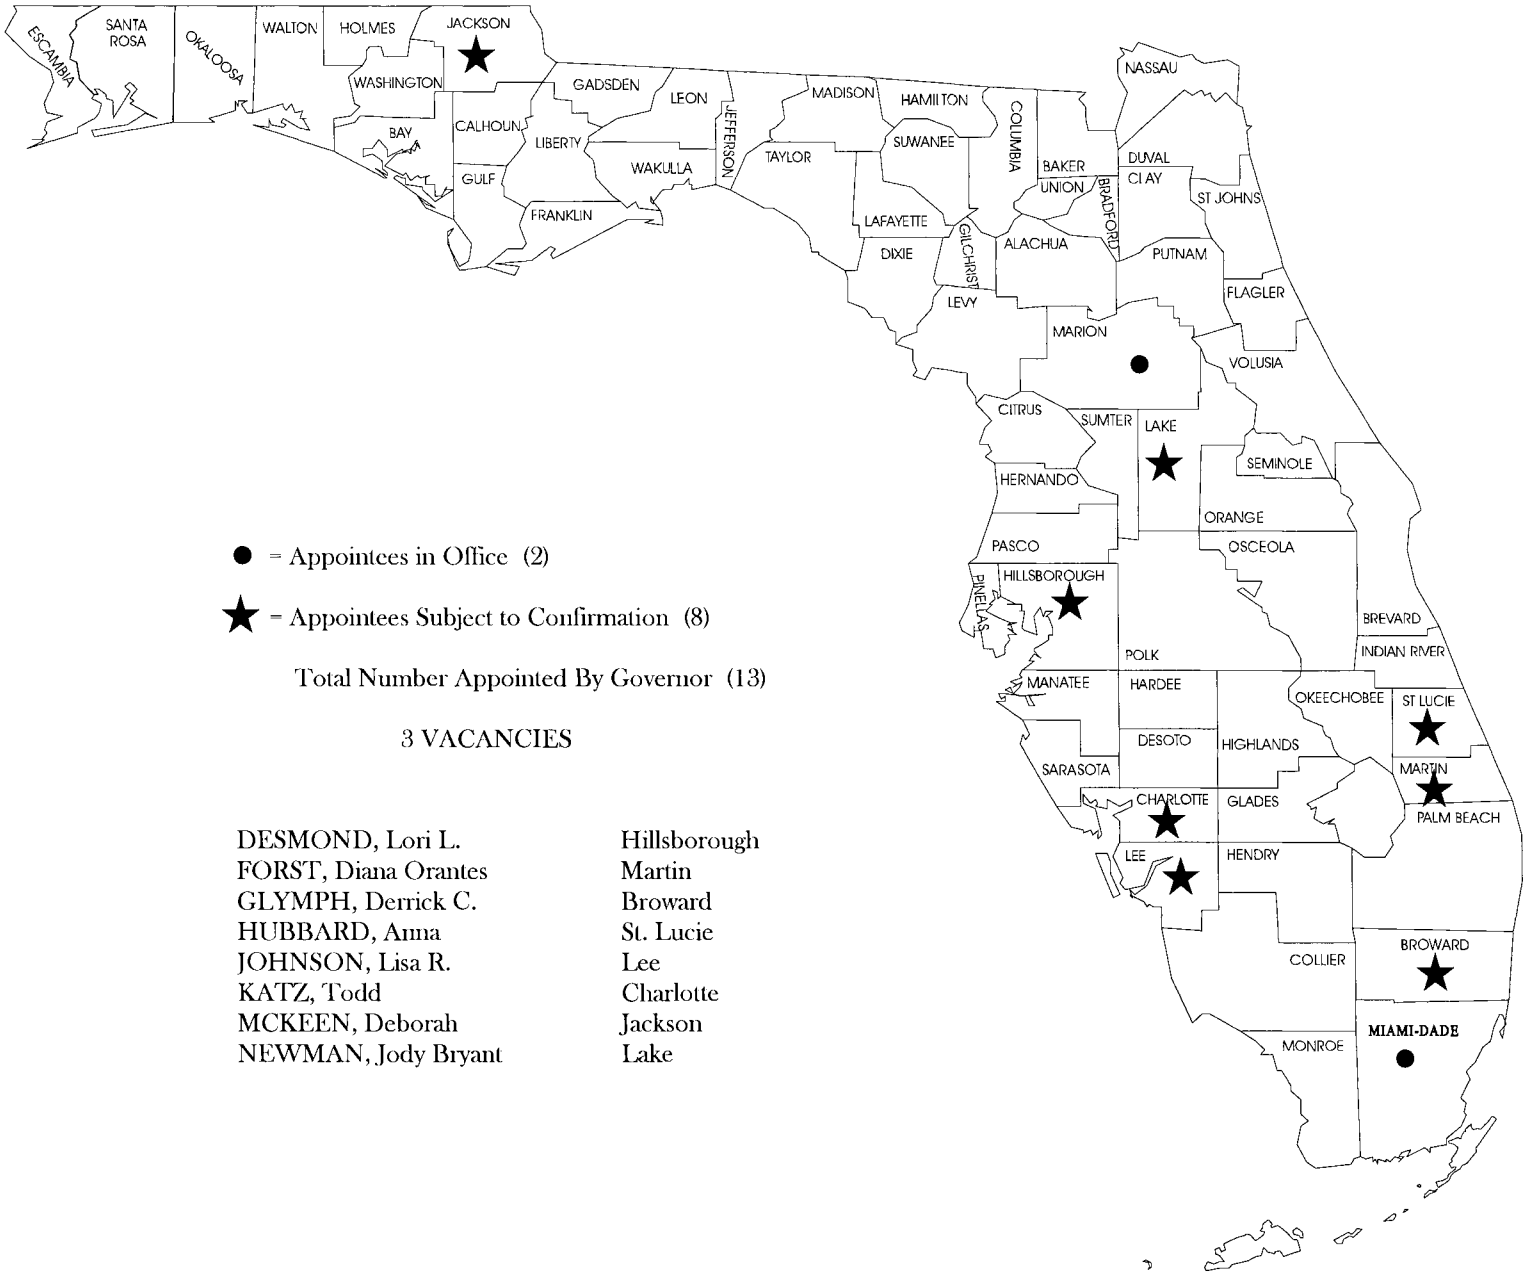 ESCAMBIA
SANTA
ROSA
OKALOOSA
WALTON
HOLMES
JACKSON
WASHINGTON
BAY
CALHOUN
GULF
GADSDEN
LIBERTY
FRANKLIN
LEON
WAKULLA
JEFFERSON
MADISON
TAYLOR
HAMILTON
SUWANEE
LAFAYETTE
DIXIE
COLUMBIA
GILCHRIST
BAKER
UNION
BRADFORD
ALACHUA
LEVY
NASSAU
DUVAL
CLAY
ST JOHNS
PUTNAM
FLAGLER
MARION
VOLUSIA
CITRUS
SUMTER
LAKE
SEMINOLE
HERNANDO
ORANGE
PASCO
OSCEOLA
HILLSBOROUGH
PINELLAS
BREVARD
INDIAN RIVER
POLK
MANATEE
HARDEE
OKEECHOBEE
ST LUCIE
DESOTO
HIGHLANDS
SARASOTA
MARTIN
CHARLOTTE
GLADES
PALM BEACH
LEE
HENDRY
BROWARD
COLLIER
MIAMI-DADE
MONROE
= Appointees in Office (2)
= Appointees Subject to Confirmation (8)
Total Number Appointed By Governor (13)
3 VACANCIES
DESMOND, Lori L. Hillsborough
FORST, Diana Orantes Martin
GLYMPH, Derrick C. Broward
HUBBARD, Anna St. Lucie
JOHNSON, Lisa R. Lee
KATZ, Todd Charlotte
MCKEEN, Deborah Jackson
NEWMAN, Jody Bryant Lake